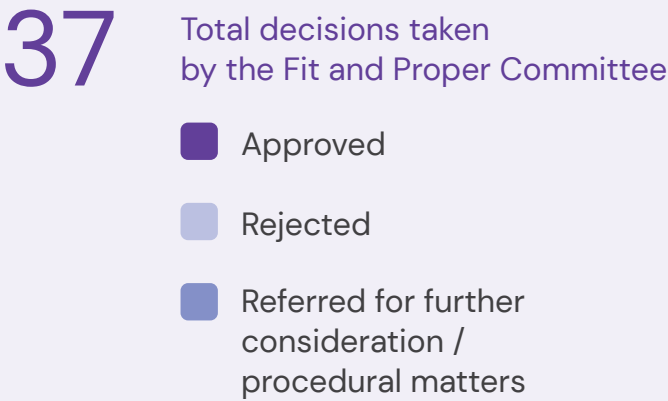 37
Total decisions taken
by the Fit and Proper Committee
Approved
Rejected
Referred for further
consideration /
procedural matters